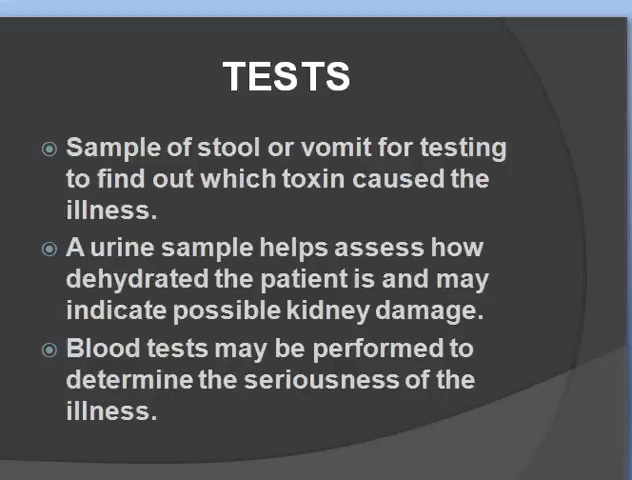 TESTS
Sample of stool or vomit for testing
to find out which toxin caused the
illness.
A urine sample helps assess how
dehydrated the patient is and may
indicate possible kidney damage.
Blood tests may be performed to
determine the seriousness of the
illness.